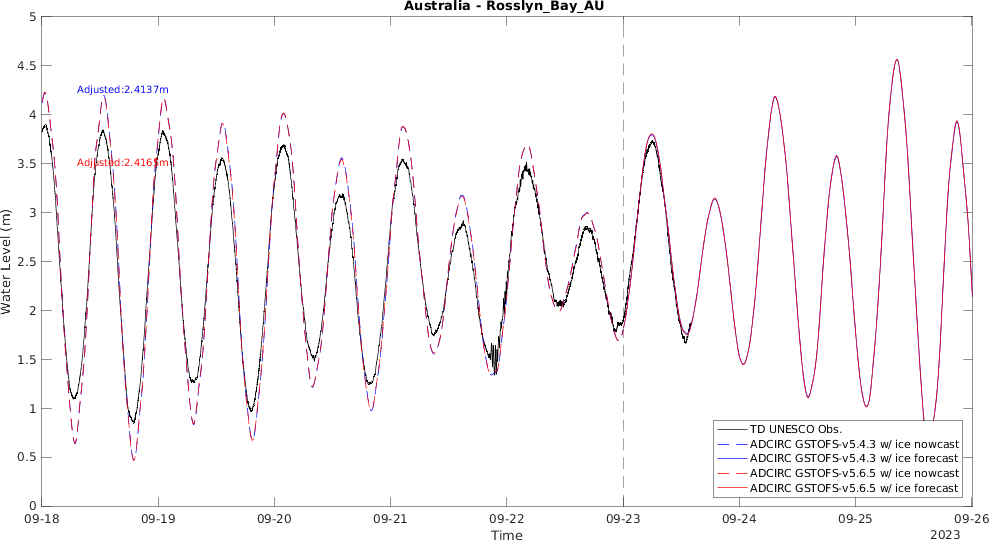 Australia - Rosslyn_Bay_AU
5
4.5
4
3.5
3
2.5
2
1.5
1
0.5
0
Water Level (m)
Adjusted:2.4137m
Adjusted:2.4165m
TD UNESCO Obs.
ADCIRC GSTOFS-v5.4.3 w/ ice nowcast
ADCIRC GSTOFS-v5.4.3 w/ ice forecast
ADCIRC GSTOFS-v5.6.5 w/ ice nowcast
ADCIRC GSTOFS-v5.6.5 w/ ice forecast
09-18 09-19 09-20 09-21 09-22 09-23 09-24 09-25 09-26
Time
2023